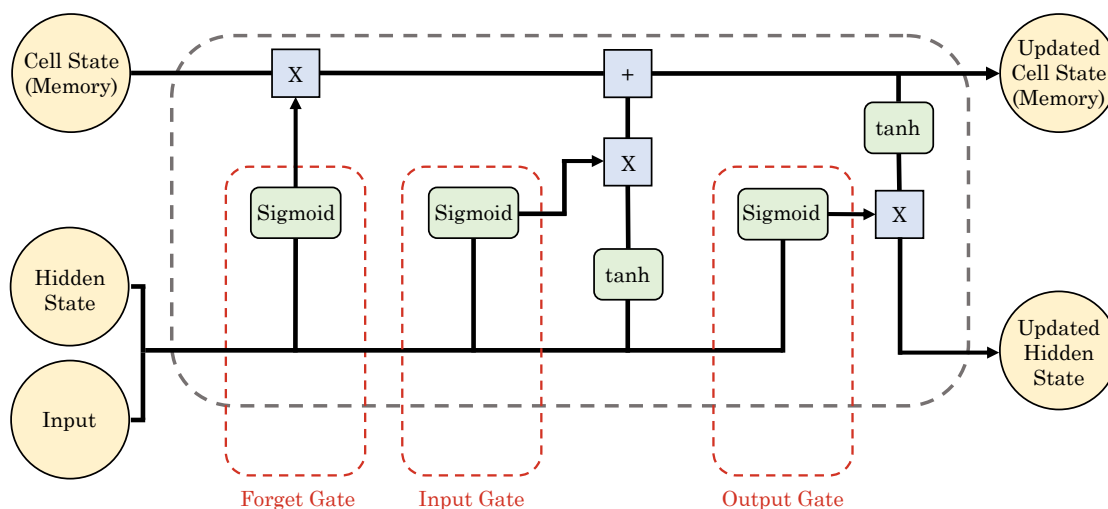 Cell State
(Memory)
X
+
Updated
Cell State
(Memory)
tanh
X
Sigmoid
Sigmoid
Sigmoid
X
Hidden
State
tanh
Updated
Hidden
State
Input
Forget Gate
Input Gate
Output Gate